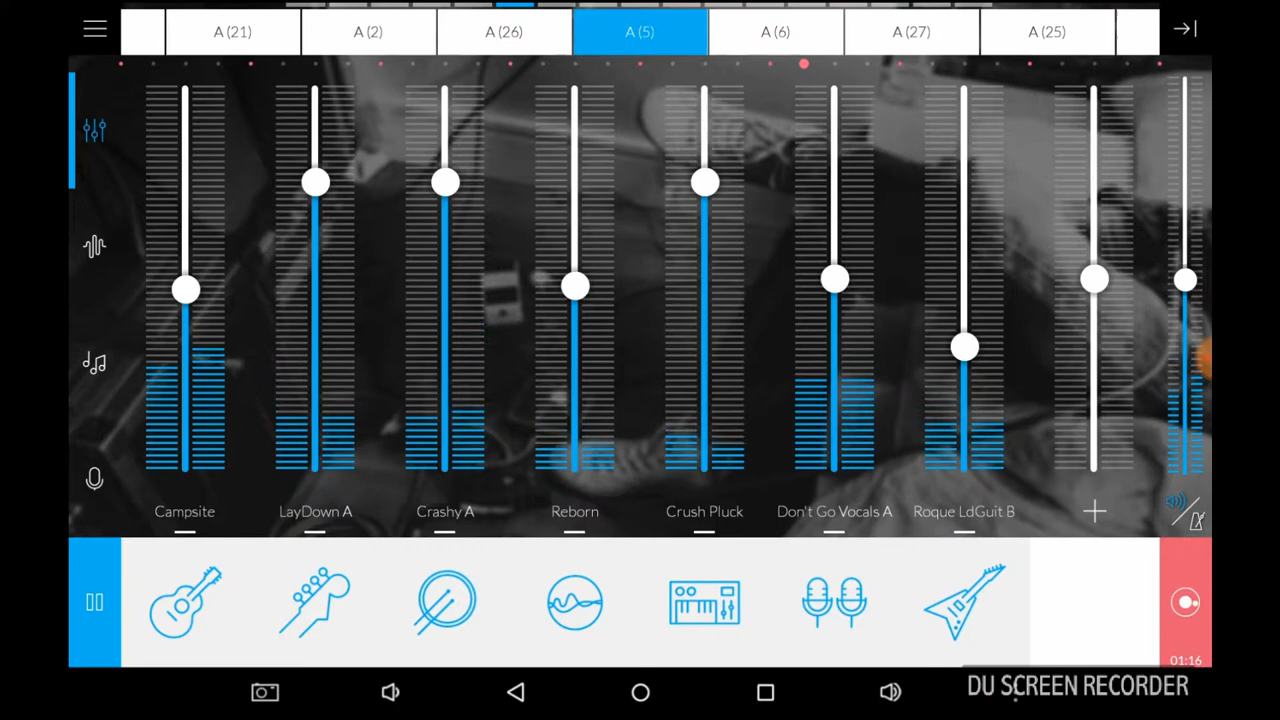 A (21) A (2) A (26) A (5) A (6) A (27) A (25)
Campsite LayDown A Crashy A Reborn Crush Pluck Don't Go Vocals A Roque LdGuit B
01:16
DU SCREEN RECORDER